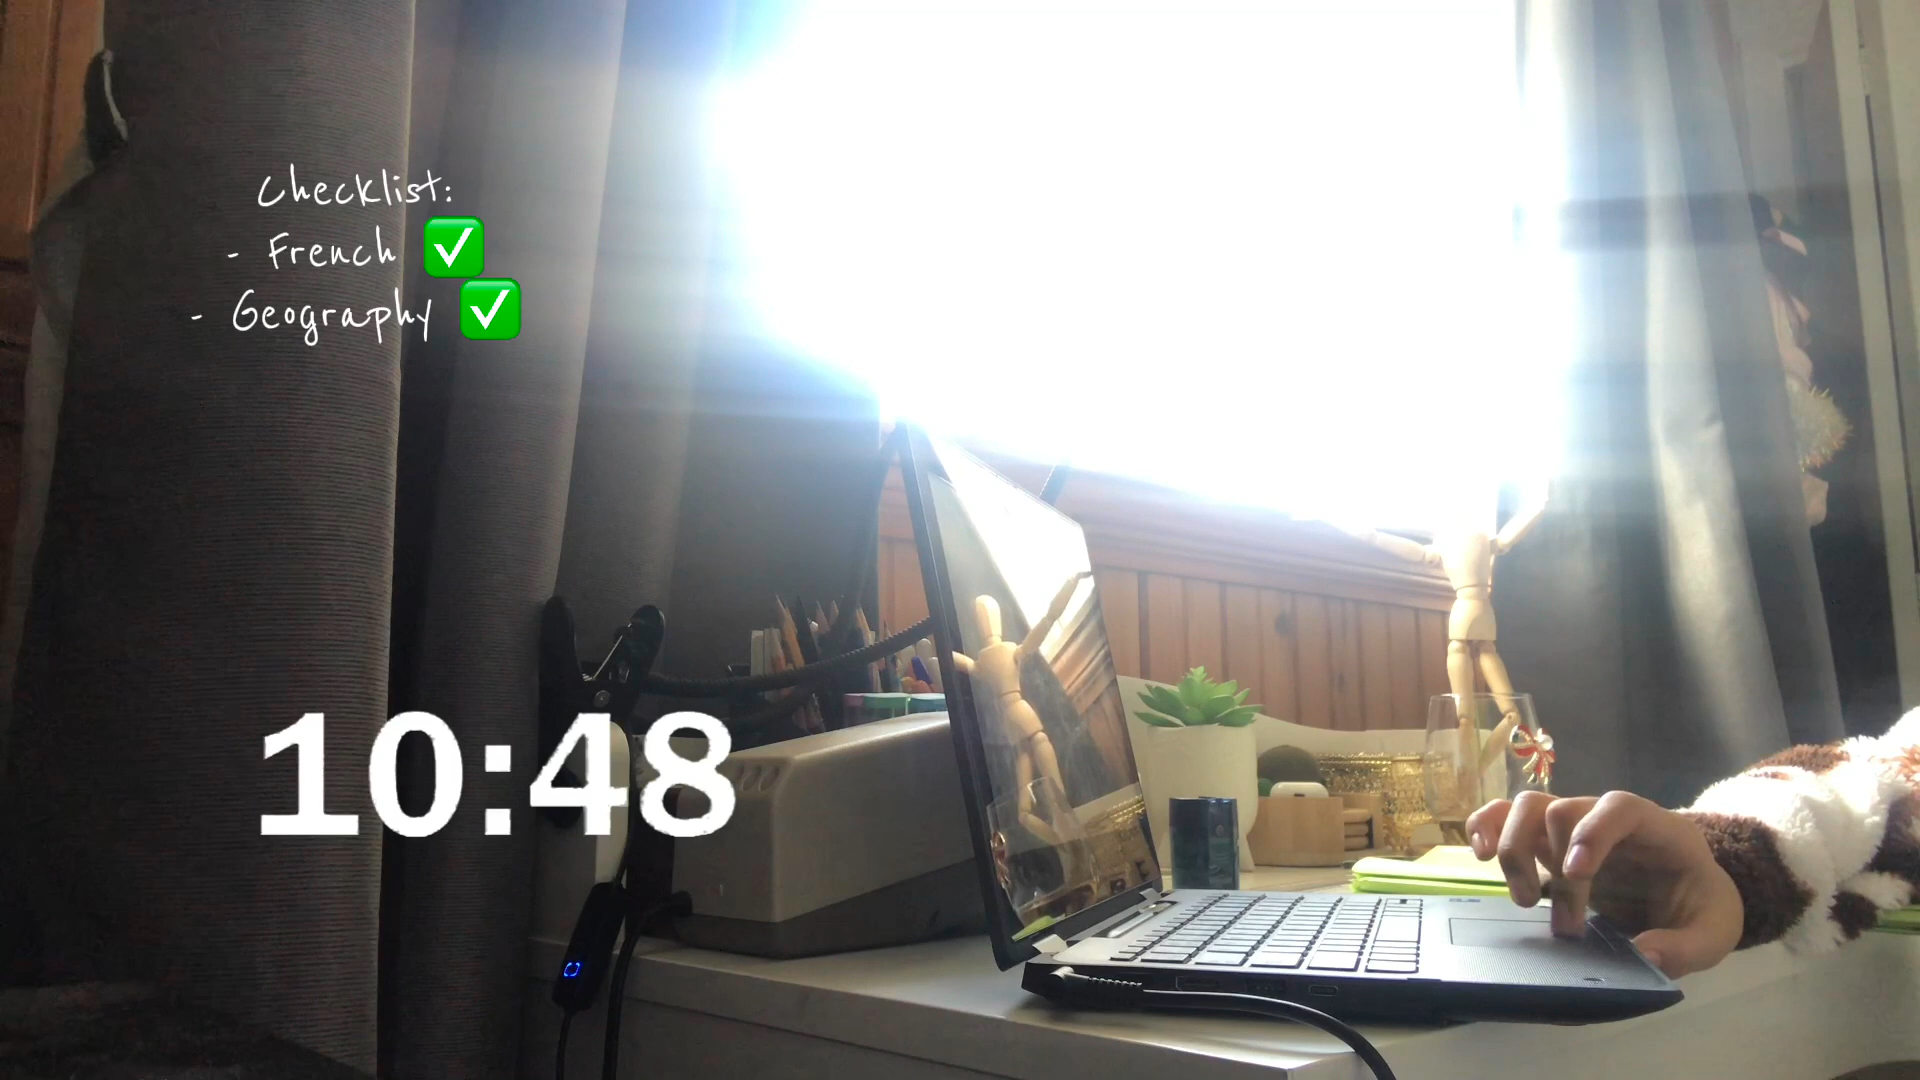 Checklist:
- French ✅
- Geography ✅
10:48